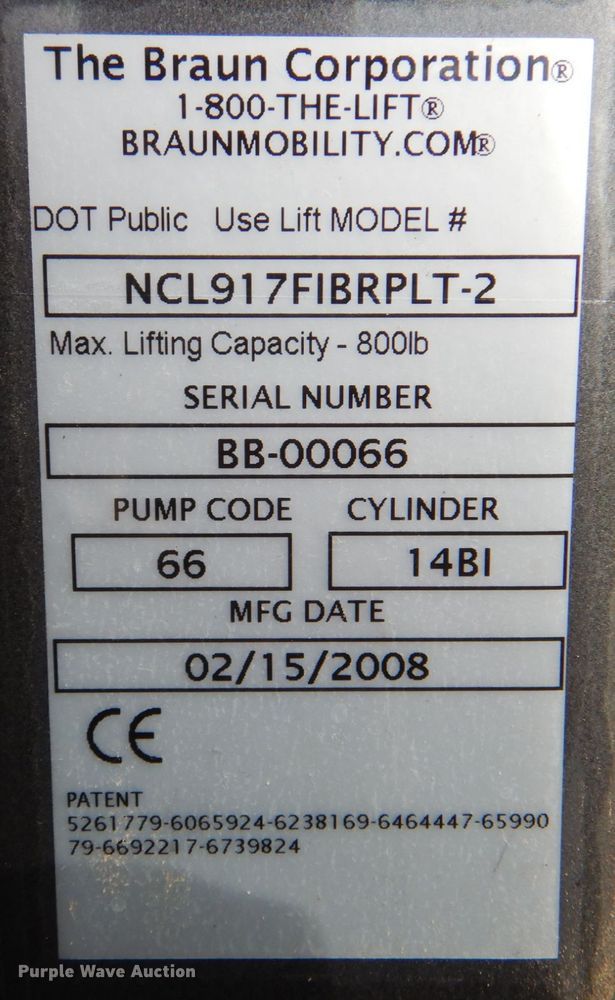 The Braun Corporation®
1-800-THE-LIFT®
BRAUNMOBILITY.COM®
DOT Public Use Lift MODEL #
NCL917FIBRPLT-2
Max. Lifting Capacity - 800lb
SERIAL NUMBER
BB-00066
PUMP CODE CYLINDER
66 14BI
MFG DATE
02/15/2008
CE
PATENT
5261779-6065924-6238169-6464447-65990
79-6692217-6739824
Purple Wave Auction